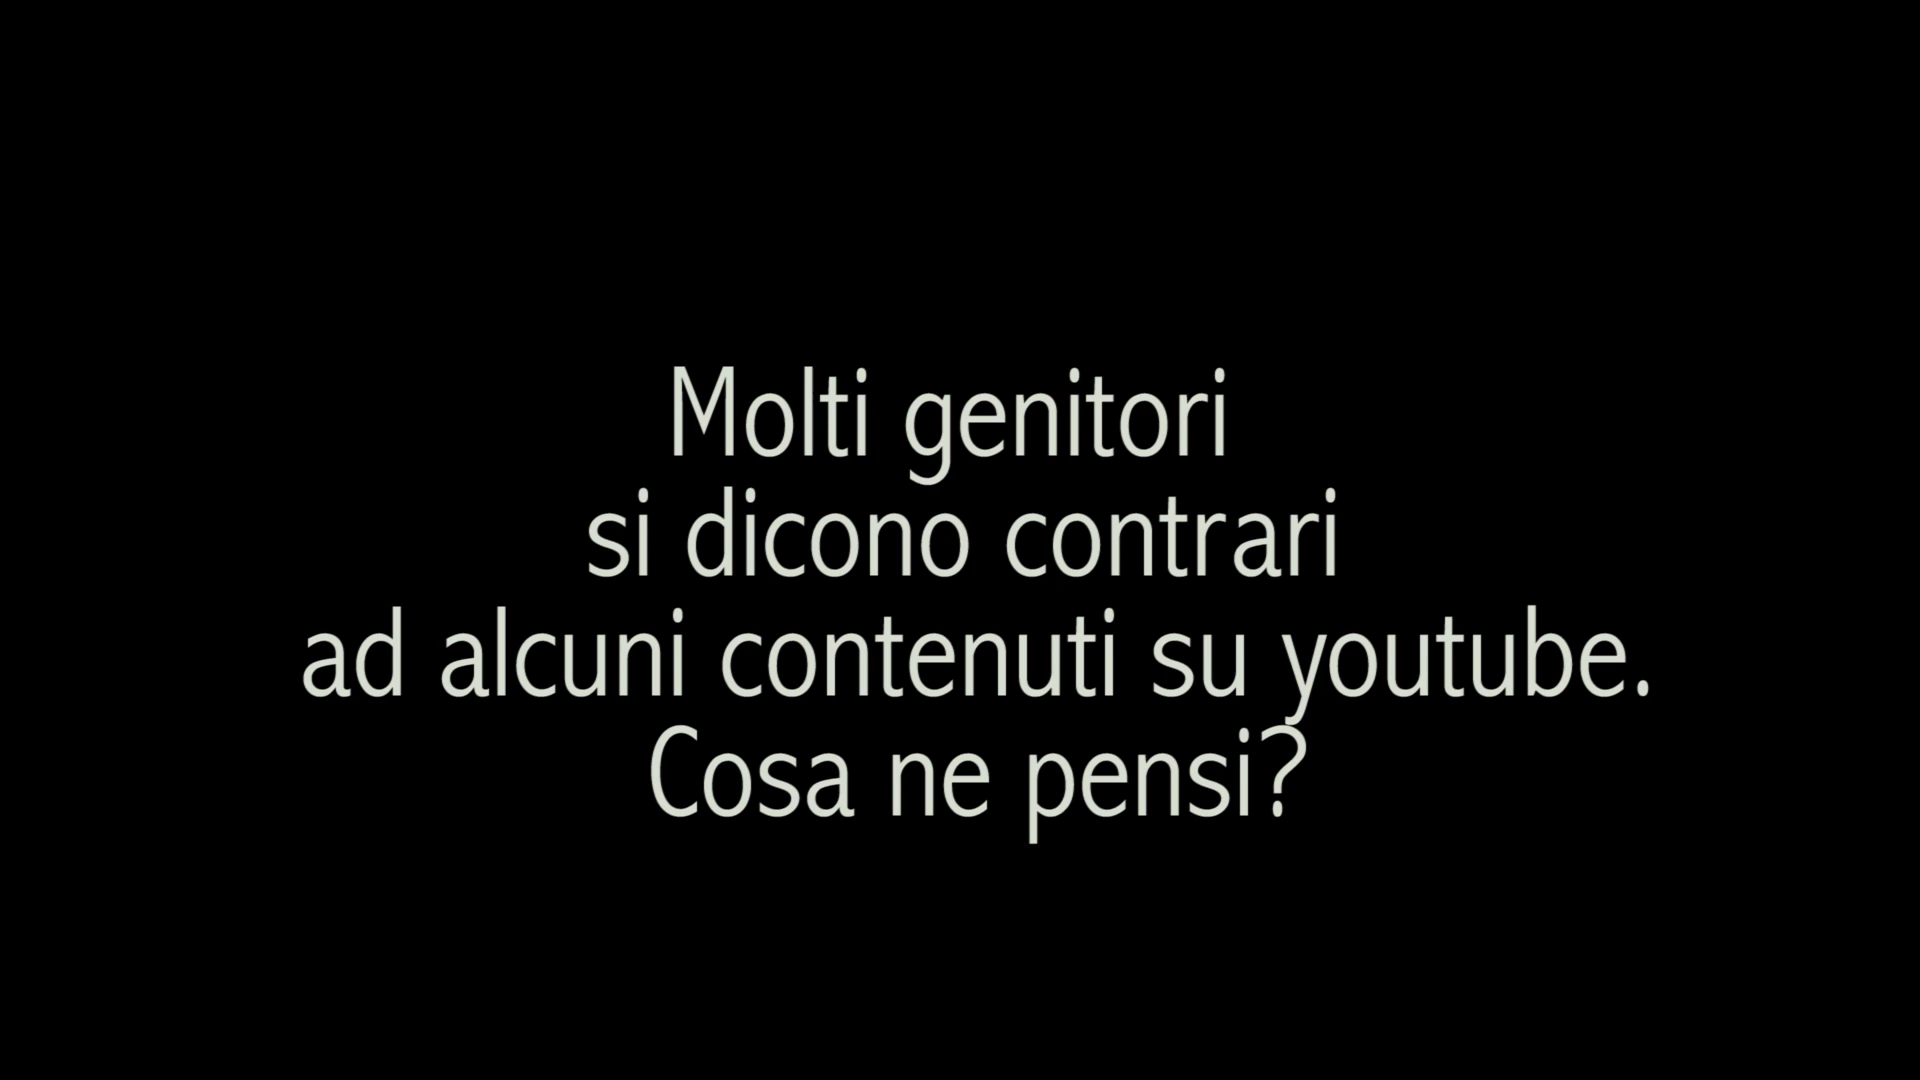 Molti genitori
si dicono contrari
ad alcuni contenuti su youtube.
Cosa ne pensi?